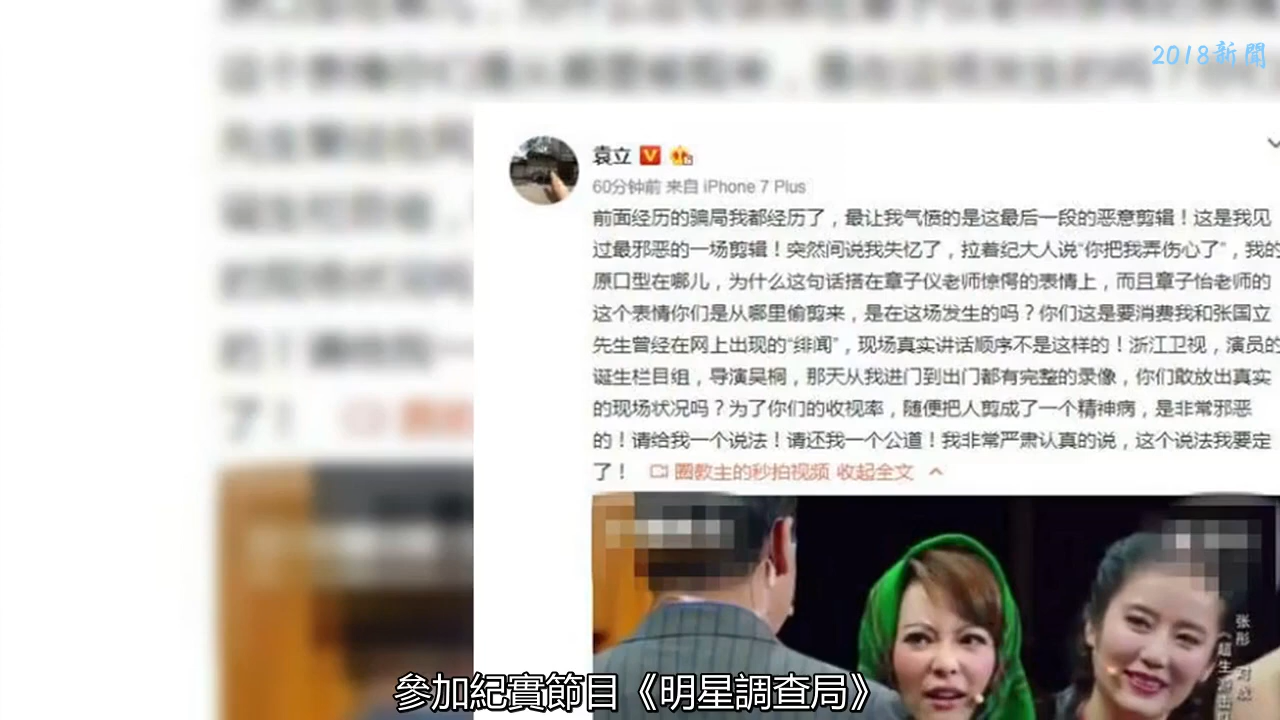 2018新聞
袁立
60分钟前 来自 iPhone 7 Plus
前面经历的骗局我都经历了，最让我气愤的是这最后一段的恶意剪辑！这是我见
过最邪恶的一场剪辑！突然间说我失忆了，拉着纪大人说“你把我弄伤心了”，我的
原口型在哪儿，为什么这句话搭在章子仪老师惊愕的表情上，而且章子怡老师的
这个表情你们是从哪里偷剪来，是在这场发生的吗？你们这是要消费我和张国立
先生曾经在网上出现的“绯闻”，现场真实讲话顺序不是这样的！浙江卫视，演员的
诞生栏目组，导演吴桐，那天从我进门到出门都有完整的录像，你们敢放出真实
的现场状况吗？为了你们的收视率，随便把人剪成了一个精神病，是非常邪恶
的！请给我一个说法！请还我一个公道！我非常严肃认真的说，这个说法我要定
了！ 圈教主的秒拍视频 收起全文
张彤
參加紀實節目《明星調查局》